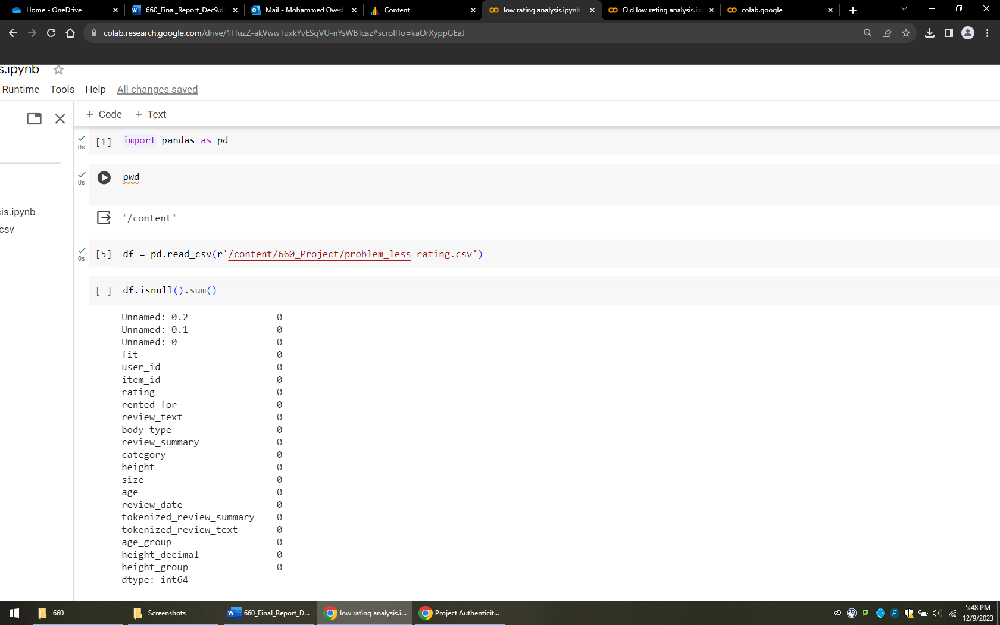 Home - OneDrive
660_Final_Report_Dec9.d
Mail - Mohammed Ovesh
Content
low rating analysis.ipynb
Old low reting analysis.ip
colab.google
colab.research.google.com/drive/1FfuzZ-akVwwTuxkYvESqVU-nYsWBTcaz#scrollTo=kaOrXyppGEaJ
s.ipynb
Runtime Tools Help All changes saved
+ Code + Text
0s [1] import pandas as pd
0s pwd
'/content'
sis.ipynb
csv
0s [5] df = pd.read_csv(r'/content/660_Project/problem_less rating.csv')
[ ] df.isnull().sum()
Unnamed: 0.2 0
Unnamed: 0.1 0
Unnamed: 0 0
fit 0
user_id 0
item_id 0
rating 0
rented for 0
review_text 0
body type 0
review_summary 0
category 0
height 0
size 0
age 0
review_date 0
tokenized_review_summary 0
tokenized_review_text 0
age_group 0
height_decimal 0
height_group 0
dtype: int64
660
Screenshots
660_Final_Report_D...
low rating analysis.i...
Project Authenticit...
5:48 PM
12/9/2023